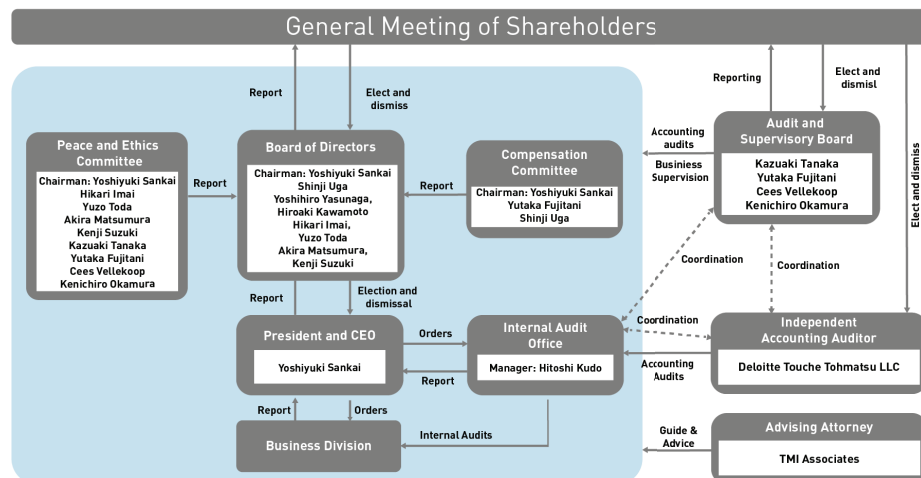 General Meeting of Shareholders
Report
Elect and
dismiss
Reporting
Elect and
dismisl
Elect and dismiss
Peace and Ethics
Committee
Chairman: Yoshiyuki Sankai
Hikari Imai
Yuzo Toda
Akira Matsumura
Kenji Suzuki
Kazuaki Tanaka
Yutaka Fujitani
Cees Vellekoop
Kenichiro Okamura
Report
Board of Directors
Chairman: Yoshiyuki Sankai
Shinji Uga
Yoshihiro Yasunaga,
Hiroaki Kawamoto
Hikari Imai,
Yuzo Toda
Akira Matsumura,
Kenji Suzuki
Report
Compensation
Committee
Chairman: Yoshiyuki Sankai
Yutaka Fujitani
Shinji Uga
Accounting
audits
Businiess
Supervision
Audit and
Supervisory Board
Kazuaki Tanaka
Yutaka Fujitani
Cees Vellekoop
Kenichiro Okamura
Coordination
Coordination
Report
Election and
dismissal
President and CEO
Yoshiyuki Sankai
Orders
Report
Internal Audit
Office
Manager: Hitoshi Kudo
Coordination
Accounting
Audits
Independent
Accounting Auditor
Deloitte Touche Tohmatsu LLC
Report
Orders
Business Division
Internal Audits
Guide &
Advice
Advising Attorney
TMI Associates